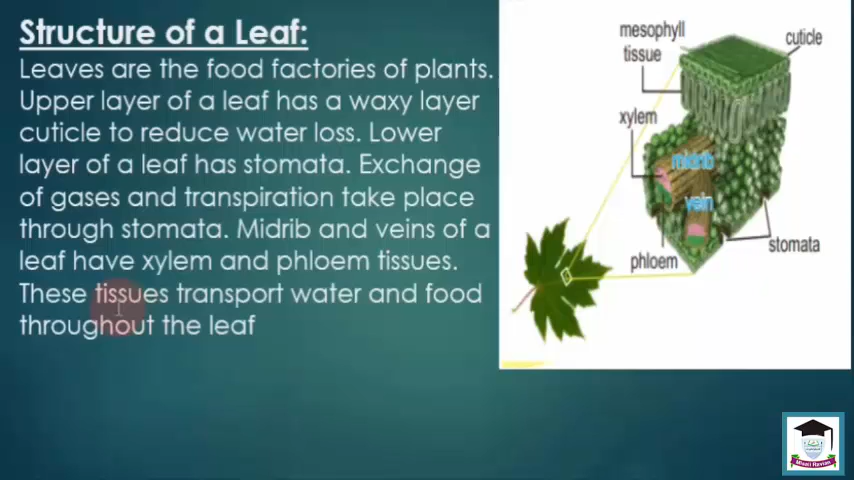 Structure of a Leaf:
Leaves are the food factories of plants.
Upper layer of a leaf has a waxy layer
cuticle to reduce water loss. Lower
layer of a leaf has stomata. Exchange
of gases and transpiration take place
through stomata. Midrib and veins of a
leaf have xylem and phloem tissues.
These tissues transport water and food
throughout the leaf
mesophyll
tissue
cuticle
xylem
midrib
vein
phloem
stomata